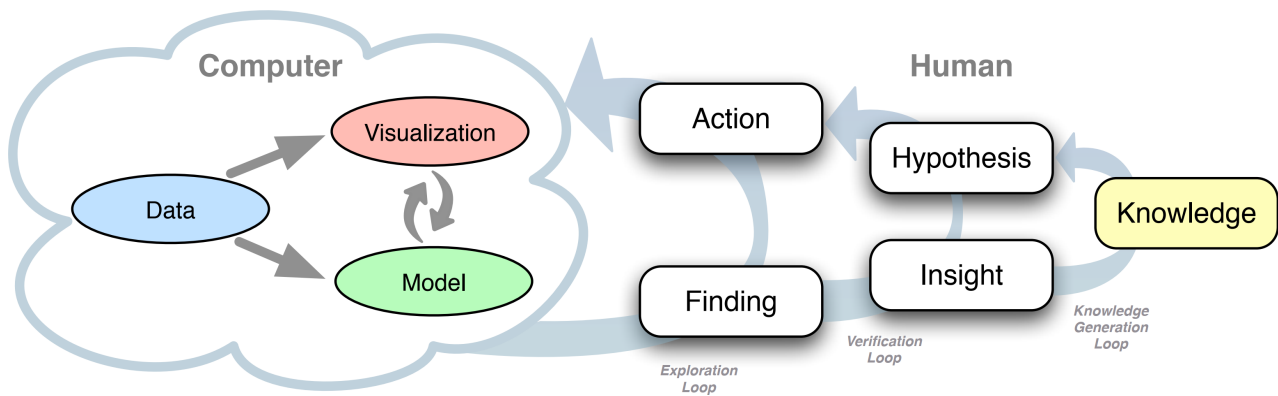 Computer
Human
Visualization
Data
Model
Action
Hypothesis
Knowledge
Finding
Insight
Exploration
Loop
Verification
Loop
Knowledge
Generation
Loop